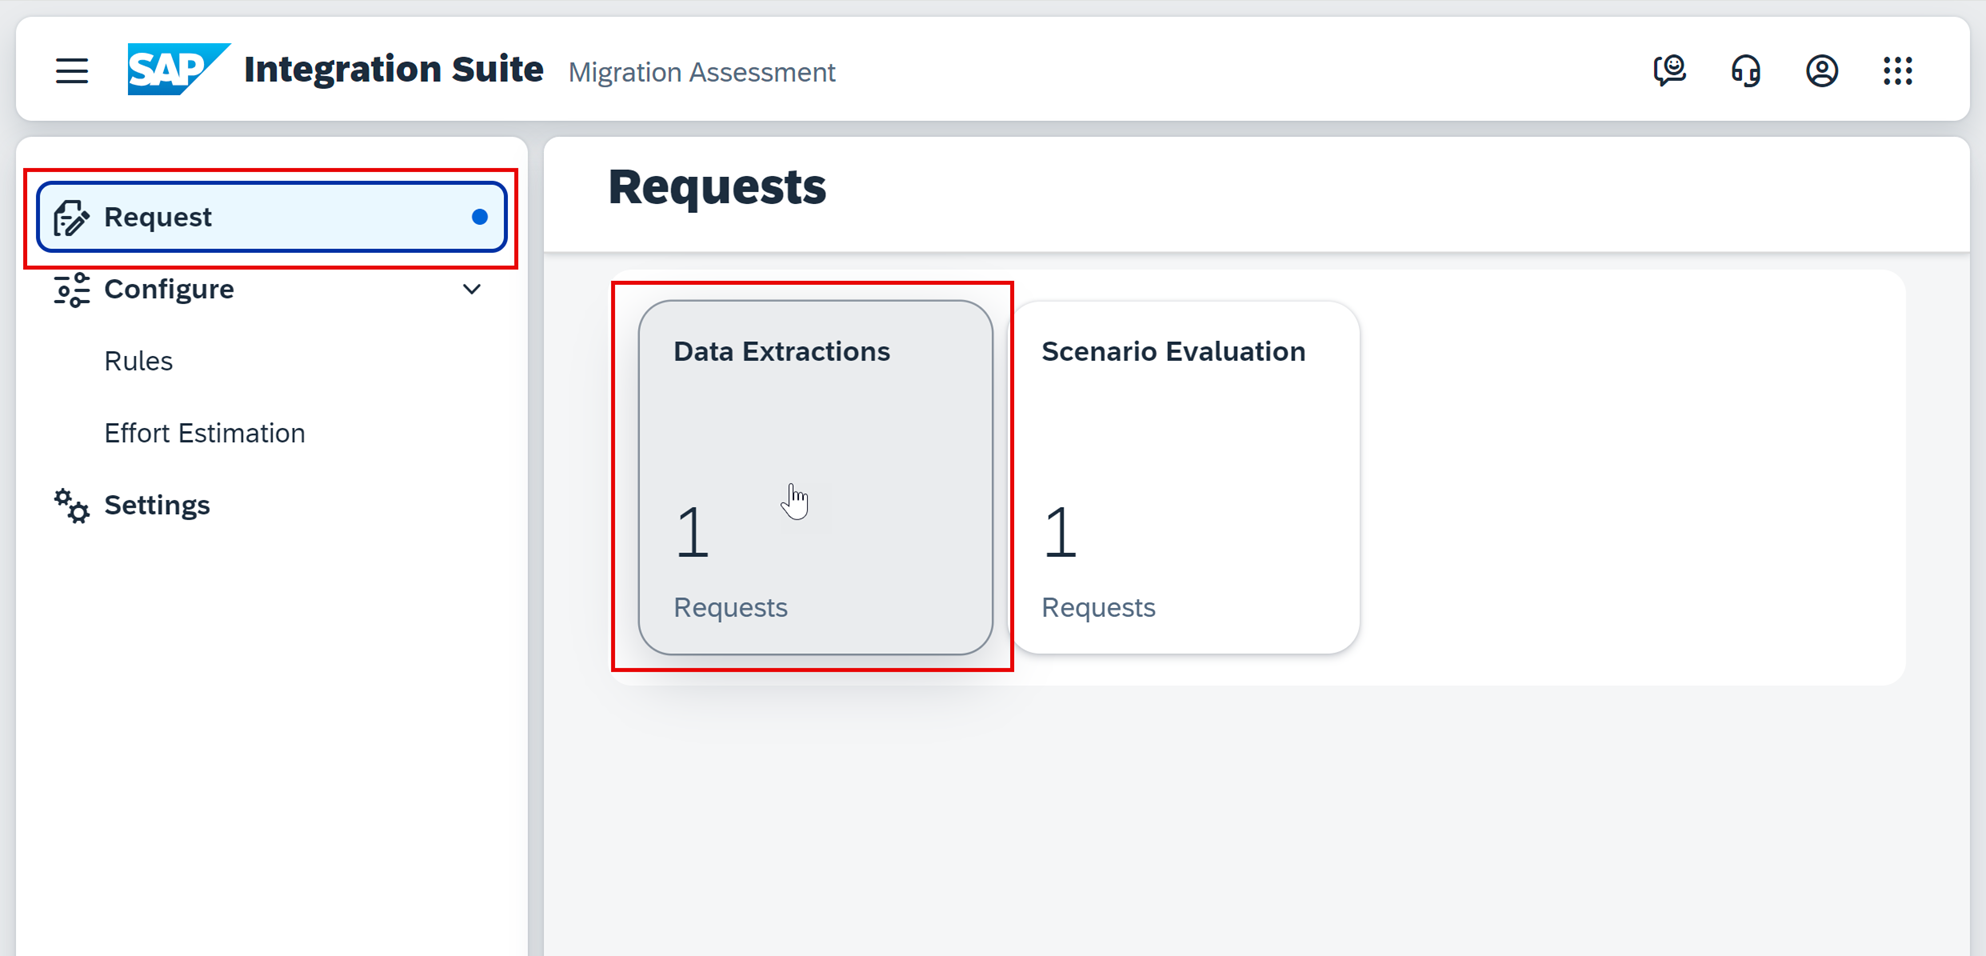 SAP Integration Suite Migration Assessment
Request
Configure
Rules
Effort Estimation
Settings
Requests
Data Extractions
1
Requests
Scenario Evaluation
1
Requests